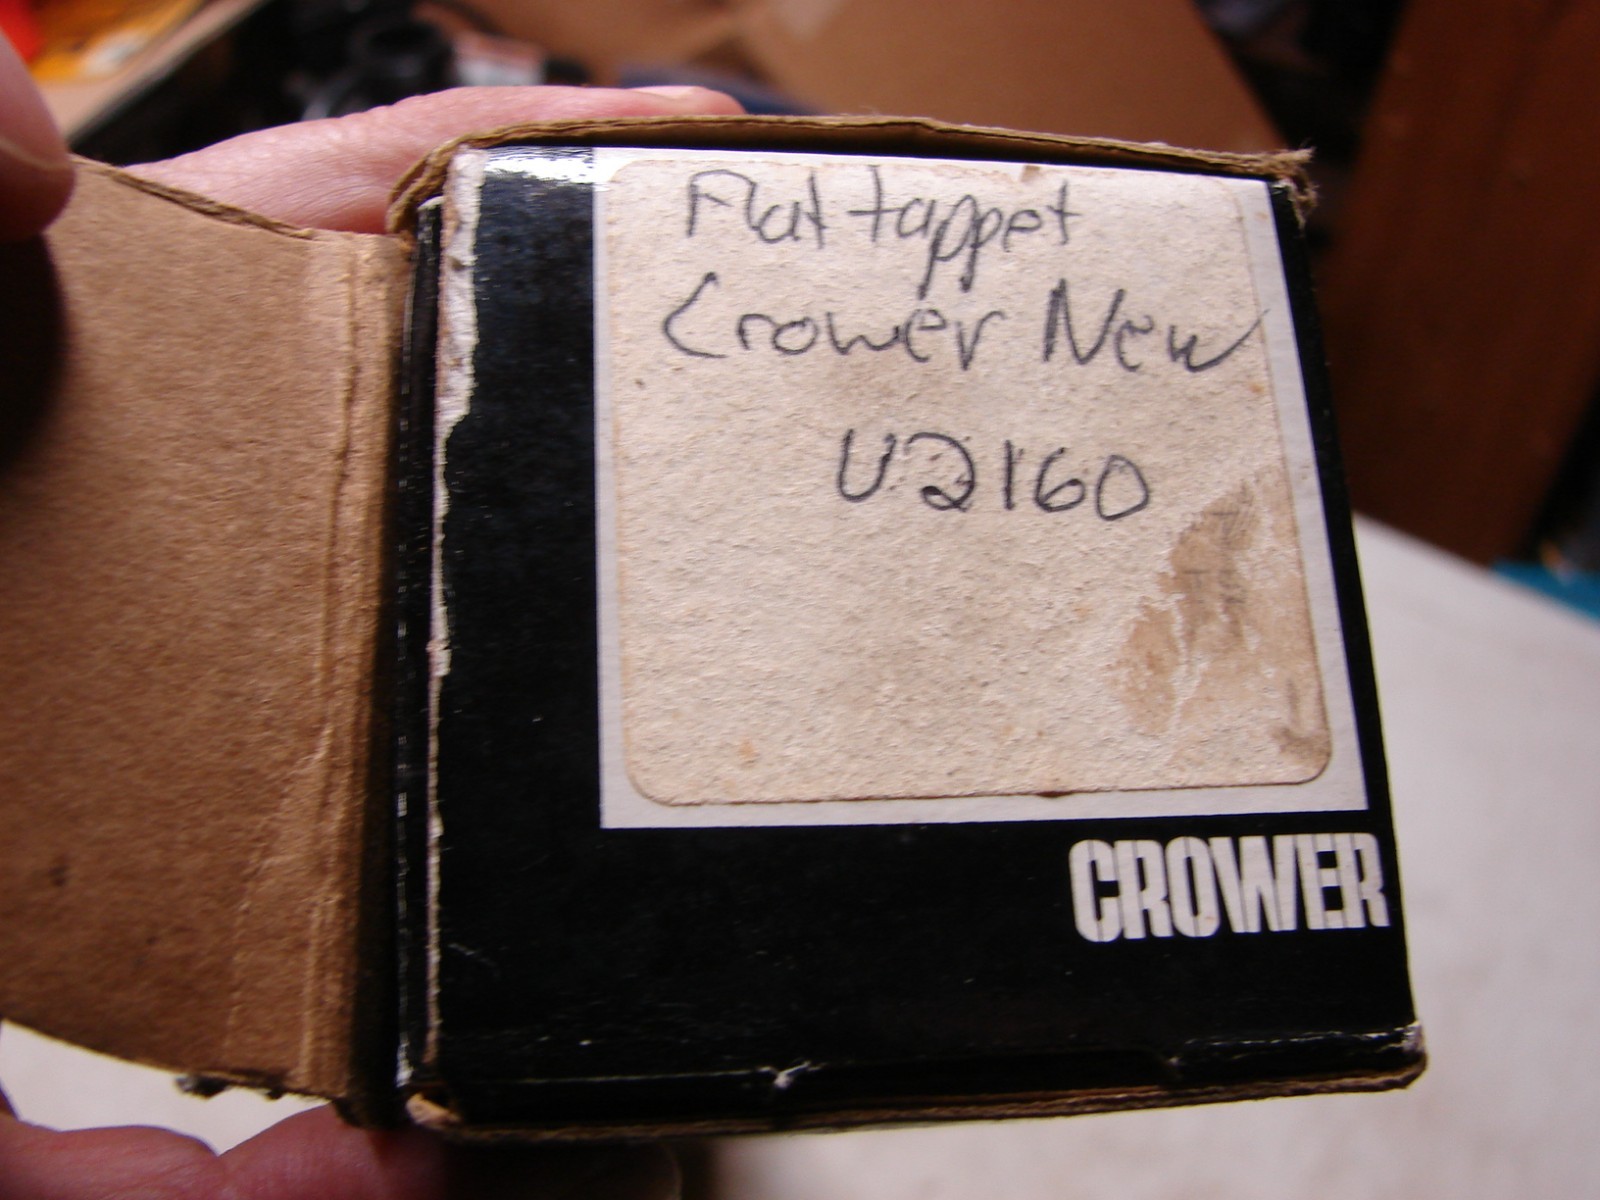 Flat tappet
Crower New
U2160
CROWER